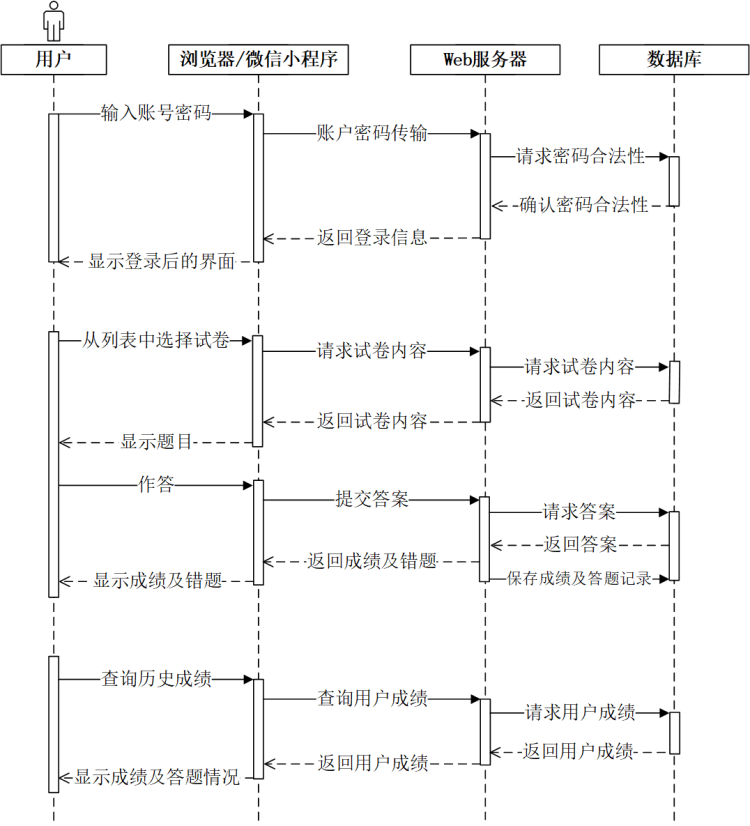 用户
浏览器/微信小程序
Web服务器
数据库
输入账号密码
账户密码传输
请求密码合法性
确认密码合法性
返回登录信息
显示登录后的界面
从列表中选择试卷
请求试卷内容
请求试卷内容
返回试卷内容
返回试卷内容
显示题目
作答
提交答案
请求答案
返回答案
返回成绩及错题
保存成绩及答题记录
显示成绩及错题
查询历史成绩
查询用户成绩
请求用户成绩
返回用户成绩
返回用户成绩
显示成绩及答题情况